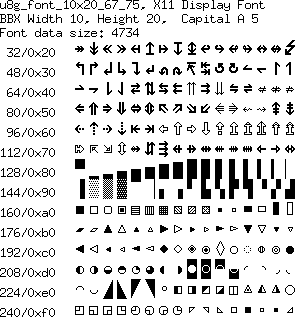 u8g_font_10x20_67_75, X11 Display Font
BBX Width 10, Height 20, Capital A 5
Font data size: 4734
32/0x20
48/0x30
64/0x40
80/0x50
96/0x60
112/0x70
128/0x80
144/0x90
160/0xa0
176/0xb0
192/0xc0
208/0xd0
224/0xe0
240/0xf0